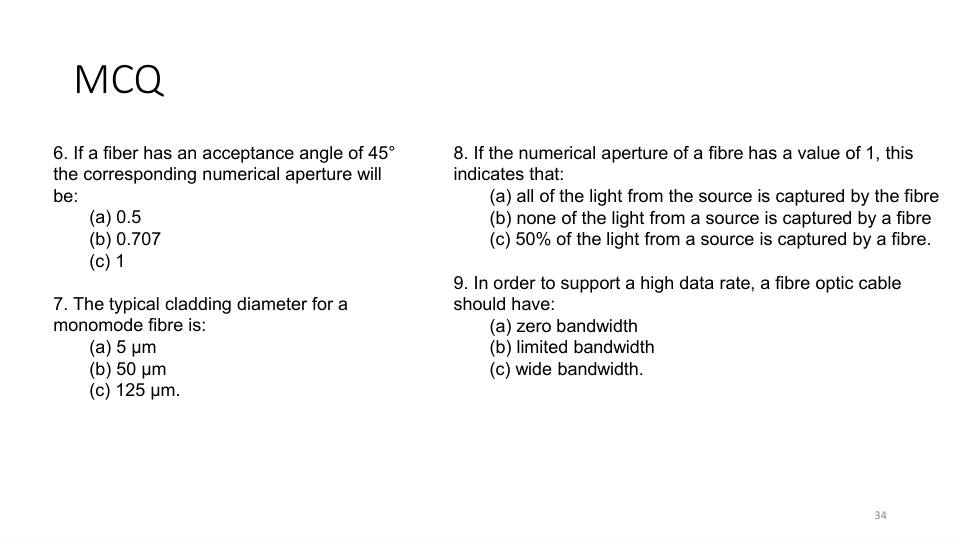 MCQ
6. If a fiber has an acceptance angle of 45°
the corresponding numerical aperture will
be:
(a) 0.5
(b) 0.707
(c) 1
7. The typical cladding diameter for a
monomode fibre is:
(a) 5 µm
(b) 50 µm
(c) 125 µm.
8. If the numerical aperture of a fibre has a value of 1, this
indicates that:
(a) all of the light from the source is captured by the fibre
(b) none of the light from a source is captured by a fibre
(c) 50% of the light from a source is captured by a fibre.
9. In order to support a high data rate, a fibre optic cable
should have:
(a) zero bandwidth
(b) limited bandwidth
(c) wide bandwidth.
34